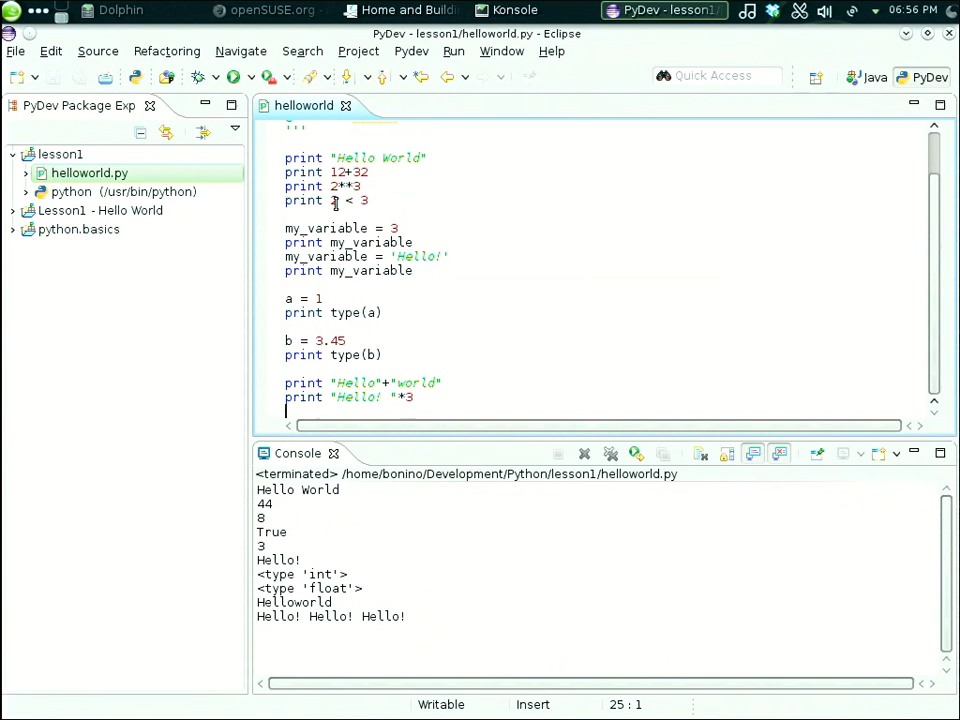 Dolphin openSUSE.org - Home and Buildi Konsole PyDev - lesson1/ 06:56 PM
PyDev - lesson1/helloworld.py - Eclipse
File Edit Source Refactoring Navigate Search Project Pydev Run Window Help
Quick Access Java PyDev
PyDev Package Exp
lesson1
helloworld.py
python (/usr/bin/python)
Lesson1 - Hello World
python.basics
helloworld
'''
print "Hello World"
print 12+32
print 2**3
print 2 < 3
my_variable = 3
print my_variable
my_variable = 'Hello!'
print my_variable
a = 1
print type(a)
b = 3.45
print type(b)
print "Hello"+"world"
print "Hello! "*3
Console
<terminated> /home/bonino/Development/Python/lesson1/helloworld.py
Hello World
44
8
True
3
Hello!
<type 'int'>
<type 'float'>
Helloworld
Hello! Hello! Hello!
Writable Insert 25 : 1